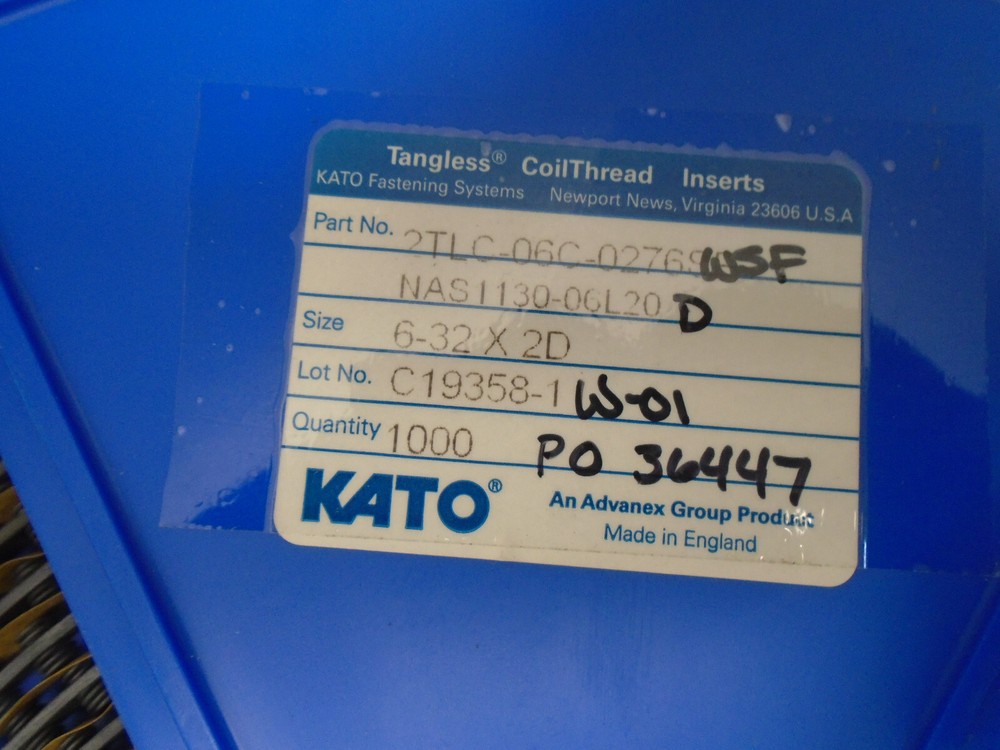 Tangless® CoilThread Inserts
KATO Fastening Systems Newport News, Virginia 23606 U.S.A
Part No. 2TLC-06C-0276S WSF
NAS1130-06L20 D
Size 6-32 X 2D
Lot No. C19358-1 W-01
Quantity 1000 PO 36447
KATO® An Advanex Group Product
Made in England